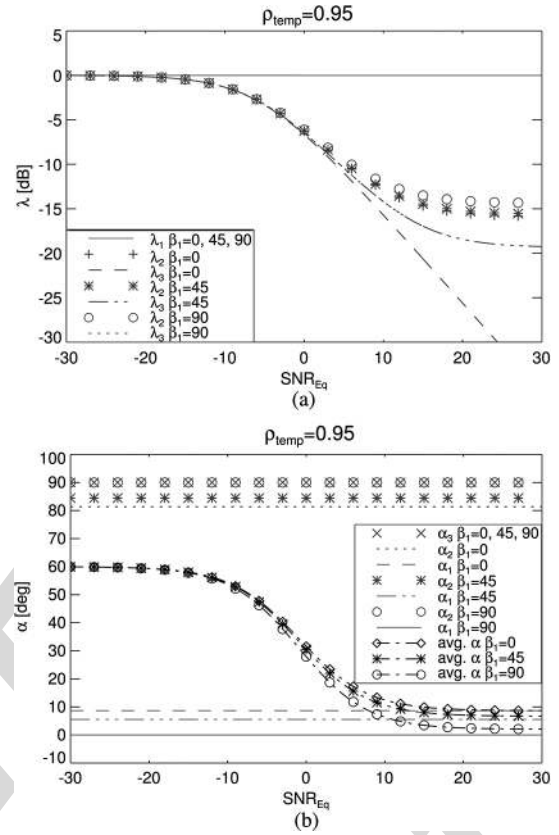 ρtemp=0.95
0
-5
-10
-15
-20
-25
-30
λ [dB]
λ1 β1=0, 45, 90
λ2 β1=0
λ3 β1=0
λ2 β1=45
λ3 β1=45
λ2 β1=90
λ3 β1=90
-30 -20 -10 0 10 20 30
SNREq
(a)
ρtemp=0.95
100
90
80
70
60
50
40
30
20
10
0
-10
α [deg]
α3 β1=0, 45, 90
α2 β1=0
α1 β1=0
α2 β1=45
α1 β1=45
α2 β1=90
α1 β1=90
avg. α β1=0
avg. α β1=45
avg. α β1=90
-30 -20 -10 0 10 20 30
SNREq
(b)